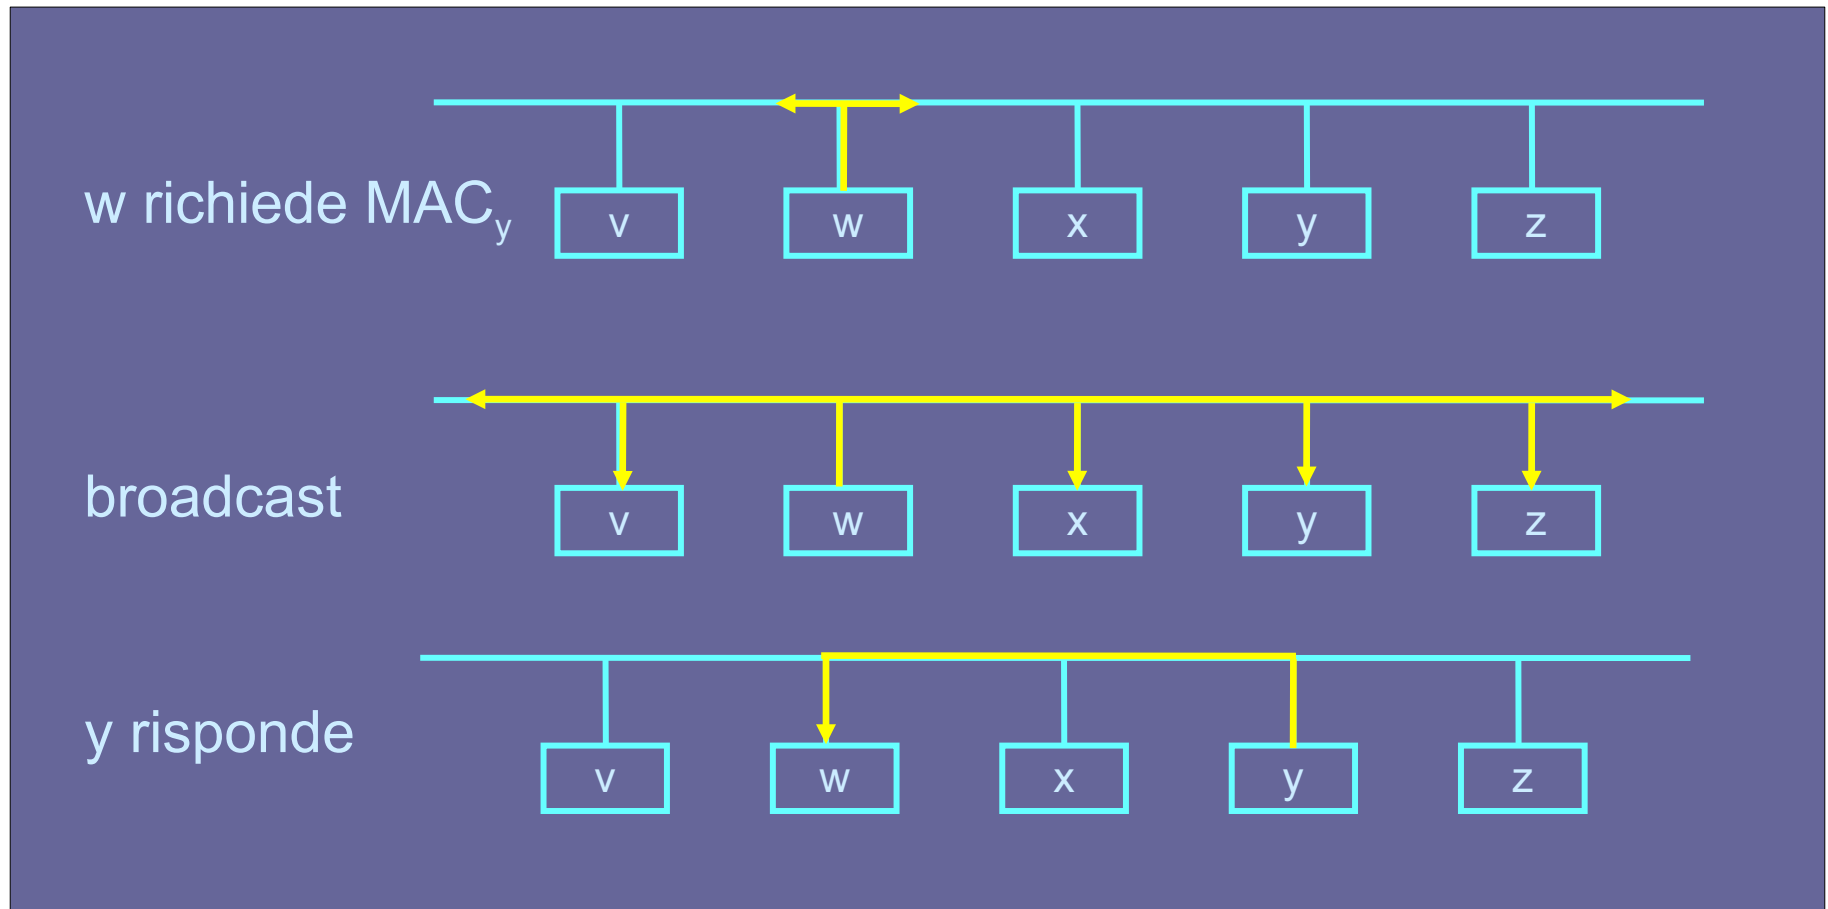 w richiede MACy
v w x y z
broadcast
v w x y z
y risponde
v w x y z